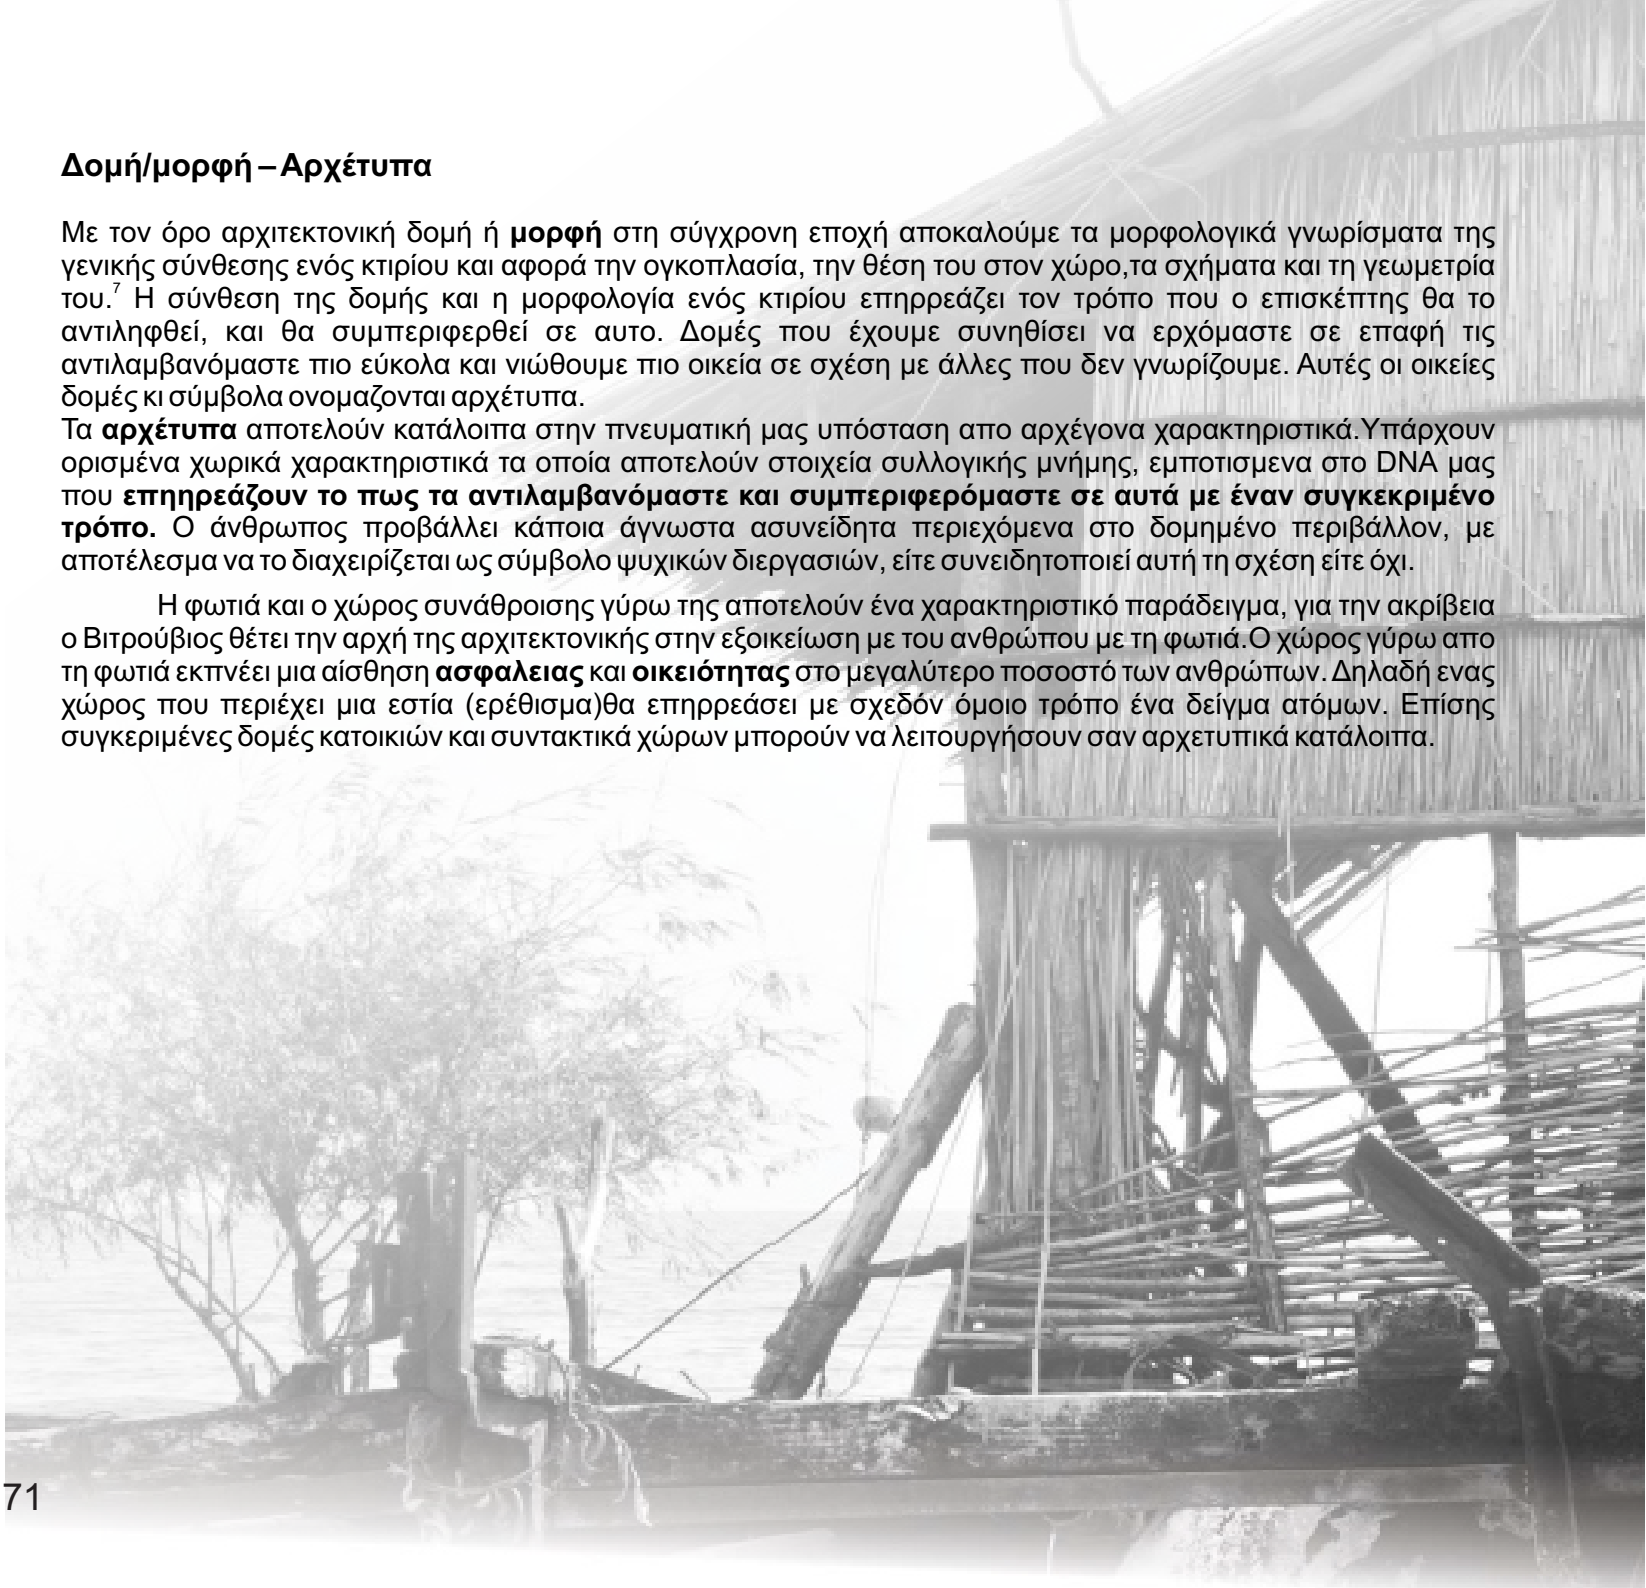 Δομή/μορφή – Αρχέτυπα
Με τον όρο αρχιτεκτονική δομή ή μορφή στη σύγχρονη εποχή αποκαλούμε τα μορφολογικά γνωρίσματα της
γενικής σύνθεσης ενός κτιρίου και αφορά την ογκοπλασία, την θέση του στον χώρο,τα σχήματα και τη γεωμετρία
του.7 Η σύνθεση της δομής και η μορφολογία ενός κτιρίου επηρρεάζει τον τρόπο που ο επισκέπτης θα το
αντιληφθεί, και θα συμπεριφερθεί σε αυτο. Δομές που έχουμε συνηθίσει να ερχόμαστε σε επαφή τις
αντιλαμβανόμαστε πιο εύκολα και νιώθουμε πιο οικεία σε σχέση με άλλες που δεν γνωρίζουμε. Αυτές οι οικείες
δομές κι σύμβολα ονομαζονται αρχέτυπα.
Τα αρχέτυπα αποτελούν κατάλοιπα στην πνευματική μας υπόσταση απο αρχέγονα χαρακτηριστικά.Υπάρχουν
ορισμένα χωρικά χαρακτηριστικά τα οποία αποτελούν στοιχεία συλλογικής μνήμης, εμποτισμενα στο DNA μας
που επηηρεάζουν το πως τα αντιλαμβανόμαστε και συμπεριφερόμαστε σε αυτά με έναν συγκεκριμένο
τρόπο. Ο άνθρωπος προβάλλει κάποια άγνωστα ασυνείδητα περιεχόμενα στο δομημένο περιβάλλον, με
αποτέλεσμα να το διαχειρίζεται ως σύμβολο ψυχικών διεργασιών, είτε συνειδητοποιεί αυτή τη σχέση είτε όχι.
Η φωτιά και ο χώρος συνάθροισης γύρω της αποτελούν ένα χαρακτηριστικό παράδειγμα, για την ακρίβεια
ο Βιτρούβιος θέτει την αρχή της αρχιτεκτονικής στην εξοικείωση με του ανθρώπου με τη φωτιά.Ο χώρος γύρω απο
τη φωτιά εκπνέει μια αίσθηση ασφαλειας και οικειότητας στο μεγαλύτερο ποσοστό των ανθρώπων. Δηλαδή ενας
χώρος που περιέχει μια εστία (ερέθισμα)θα επηρρεάσει με σχεδόν όμοιο τρόπο ένα δείγμα ατόμων. Επίσης
συγκεριμένες δομές κατοικιών και συντακτικά χώρων μπορούν να λειτουργήσουν σαν αρχετυπικά κατάλοιπα.
71